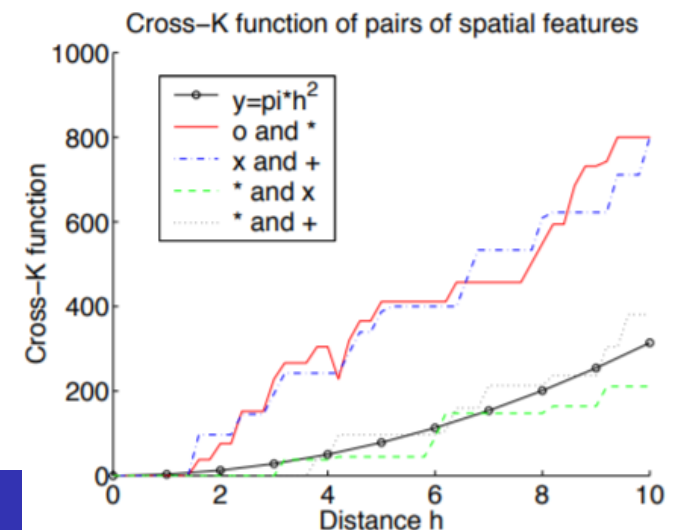 Cross-K function of pairs of spatial features
1000
800
600
400
200
0
Cross-K function
y=pi*h2
o and *
x and +
* and x
* and +
0 2 4 6 8 10
Distance h